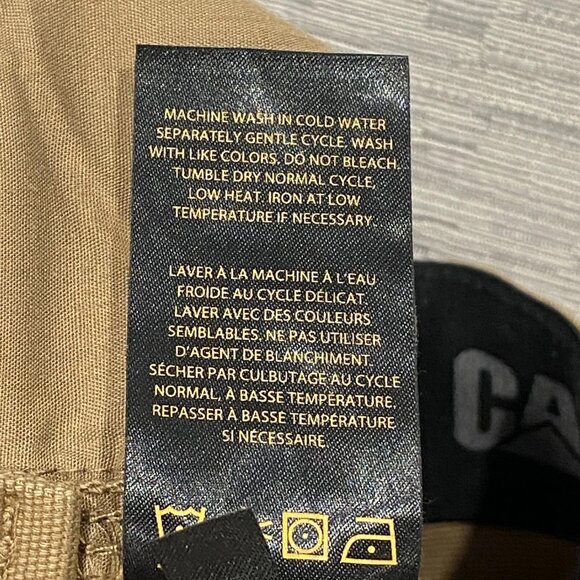 MACHINE WASH IN COLD WATER
SEPARATELY GENTLE CYCLE. WASH
WITH LIKE COLORS. DO NOT BLEACH.
TUMBLE DRY NORMAL CYCLE,
LOW HEAT. IRON AT LOW
TEMPERATURE IF NECESSARY.
LAVER À LA MACHINE À L'EAU
FROIDE AU CYCLE DÉLICAT.
LAVER AVEC DES COULEURS
SEMBLABLES. NE PAS UTILISER
D'AGENT DE BLANCHIMENT.
SÉCHER PAR CULBUTAGE AU CYCLE
NORMAL, À BASSE TEMPÉRATURE.
REPASSER À BASSE TEMPÉRATURE
SI NÉCESSAIRE.
CA